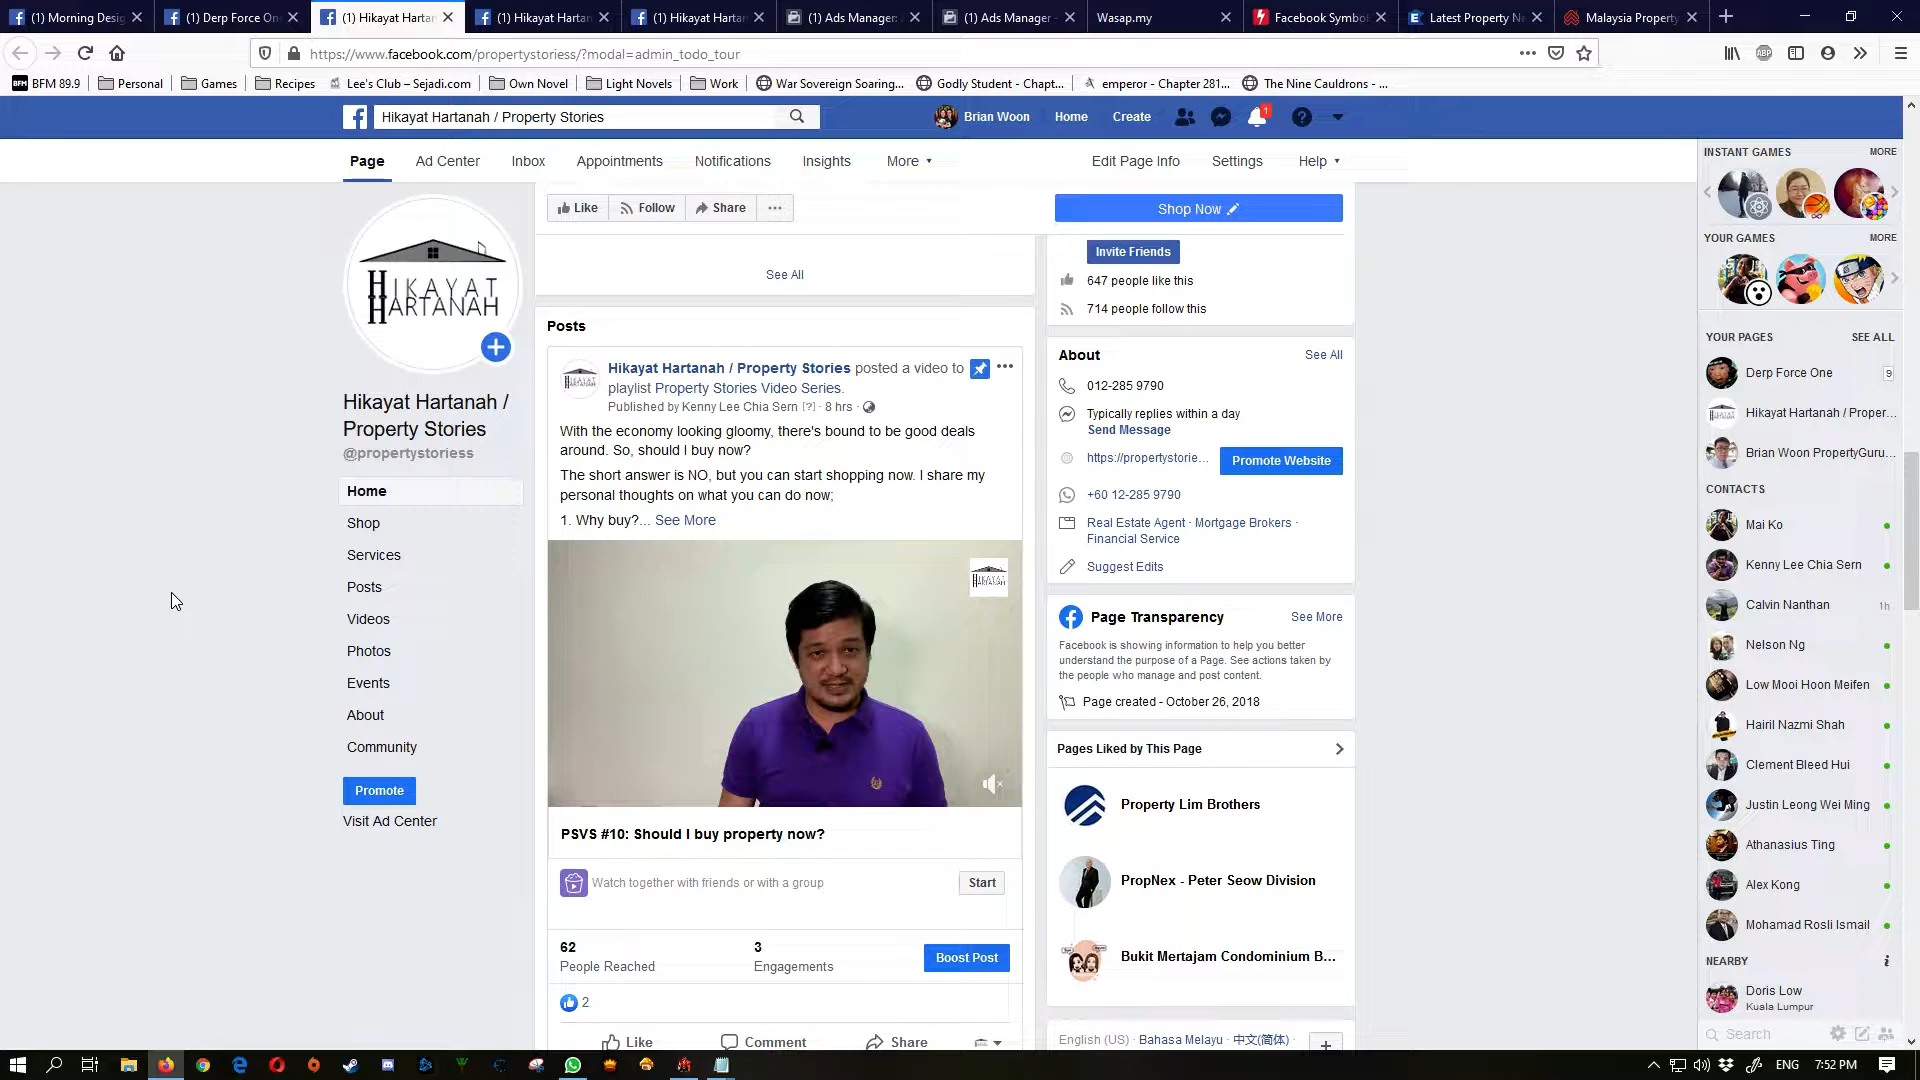 (1) Morning Desig
(1) Derp Force On
(1) Hikayat Hartan
(1) Hikayat Hartan
(1) Hikayat Hartan
(1) Ads Manager:
(1) Ads Manager -
Wasap.my
Facebook Symbo
Latest Property N
Malaysia Property
https://www.facebook.com/propertystoriess/?modal=admin_todo_tour
BFM 89.9
Personal
Games
Recipes
Lee's Club – Sejadi.com
Own Novel
Light Novels
Work
War Sovereign Soaring...
Godly Student - Chapt...
emperor - Chapter 281...
The Nine Cauldrons - ...
Hikayat Hartanah / Property Stories
Brian Woon
Home
Create
1
Page
Ad Center
Inbox
Appointments
Notifications
Insights
More
Edit Page Info
Settings
Help
HIKAYAT
HARTANAH
Hikayat Hartanah /
Property Stories
@propertystoriess
Home
Shop
Services
Posts
Videos
Photos
Events
About
Community
Promote
Visit Ad Center
Like
Follow
Share
Shop Now
See All
Posts
Hikayat Hartanah / Property Stories posted a video to
playlist Property Stories Video Series.
Published by Kenny Lee Chia Sern [?] · 8 hrs ·
With the economy looking gloomy, there's bound to be good deals
around. So, should I buy now?
The short answer is NO, but you can start shopping now. I share my
personal thoughts on what you can do now;
1. Why buy?... See More
HIKAYAT
HARTANAH
PSVS #10: Should I buy property now?
Watch together with friends or with a group
Start
62
People Reached
3
Engagements
Boost Post
2
Like
Comment
Share
Invite Friends
647 people like this
714 people follow this
About
See All
012-285 9790
Typically replies within a day
Send Message
https://propertystorie...
Promote Website
+60 12-285 9790
Real Estate Agent · Mortgage Brokers ·
Financial Service
Suggest Edits
Page Transparency
See More
Facebook is showing information to help you better
understand the purpose of a Page. See actions taken by
the people who manage and post content.
Page created - October 26, 2018
Pages Liked by This Page
Property Lim Brothers
PropNex - Peter Seow Division
Bukit Mertajam Condominium B...
English (US) · Bahasa Melayu · 中文(简体) ·
INSTANT GAMES
MORE
YOUR GAMES
MORE
YOUR PAGES
SEE ALL
Derp Force One
9
Hikayat Hartanah / Proper...
Brian Woon PropertyGuru...
CONTACTS
Mai Ko
Kenny Lee Chia Sern
Calvin Nanthan
1h
Nelson Ng
Low Mooi Hoon Meifen
Hairil Nazmi Shah
Clement Bleed Hui
Justin Leong Wei Ming
Athanasius Ting
Alex Kong
Mohamad Rosli Ismail
NEARBY
Doris Low
Kuala Lumpur
Search
ENG
7:52 PM